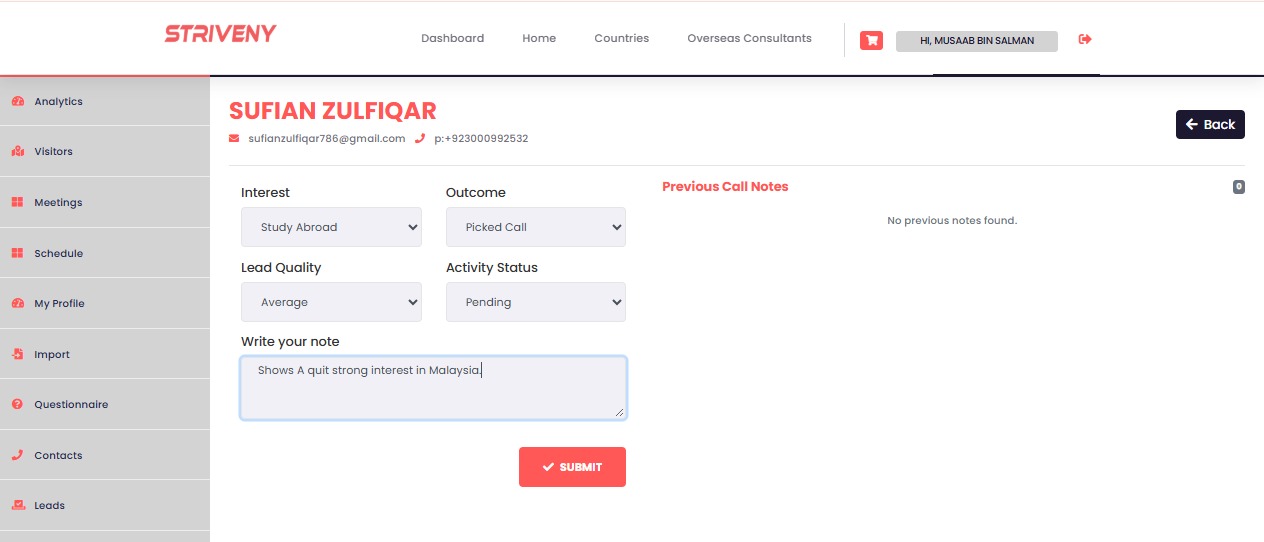 STRIVENY
Dashboard Home Countries Overseas Consultants HI, MUSAAB BIN SALMAN
Analytics
Visitors
Meetings
Schedule
My Profile
Import
Questionnaire
Contacts
Leads
SUFIAN ZULFIQAR
sufianzulfiqar786@gmail.com p:+923000992532
Back
Interest Outcome
Study Abroad Picked Call
Lead Quality Activity Status
Average Pending
Write your note
Shows A quit strong interest in Malaysia.
SUBMIT
Previous Call Notes 0
No previous notes found.